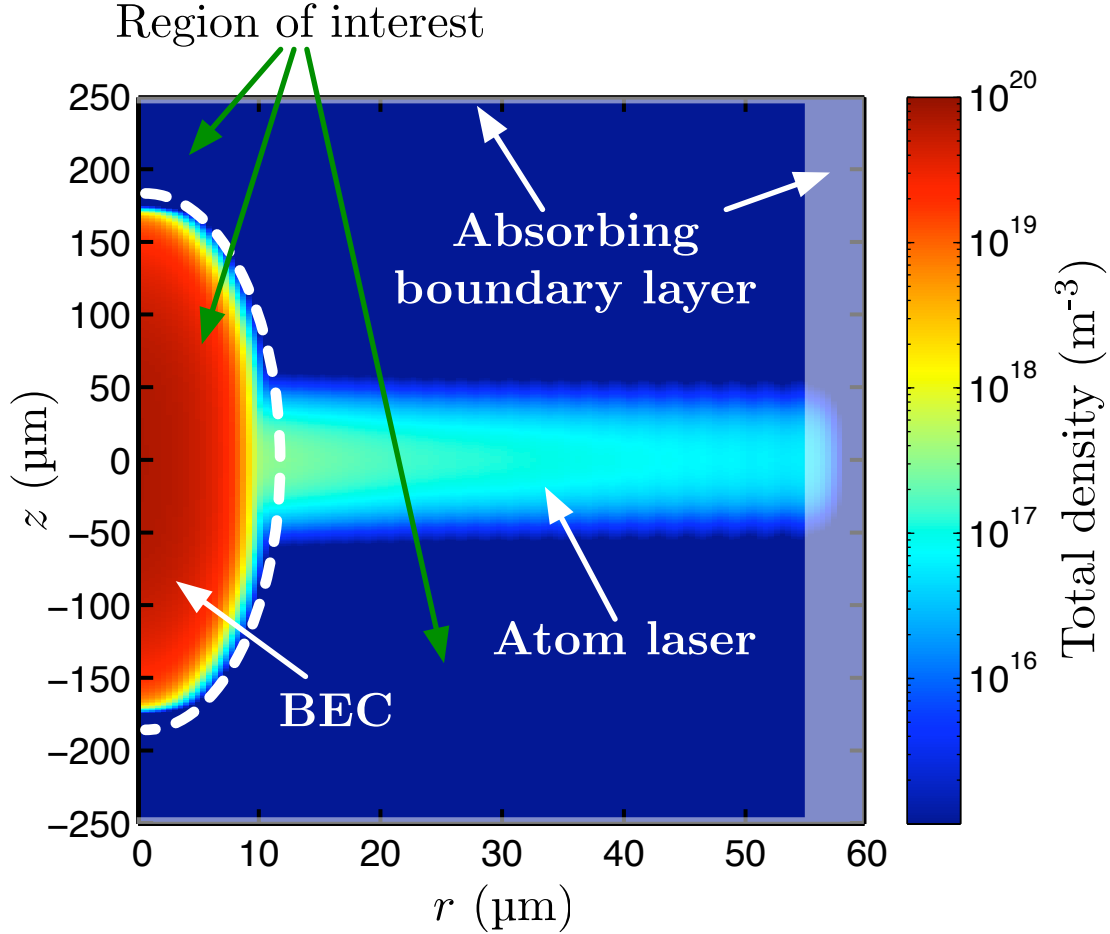 Region of interest
250
200
150
100
50
0
−50
−100
−150
−200
−250
z (µm)
Absorbing
boundary layer
Atom laser
BEC
0
10
20
30
40
50
60
r (µm)
10^20
10^19
10^18
10^17
10^16
Total density (m^-3)